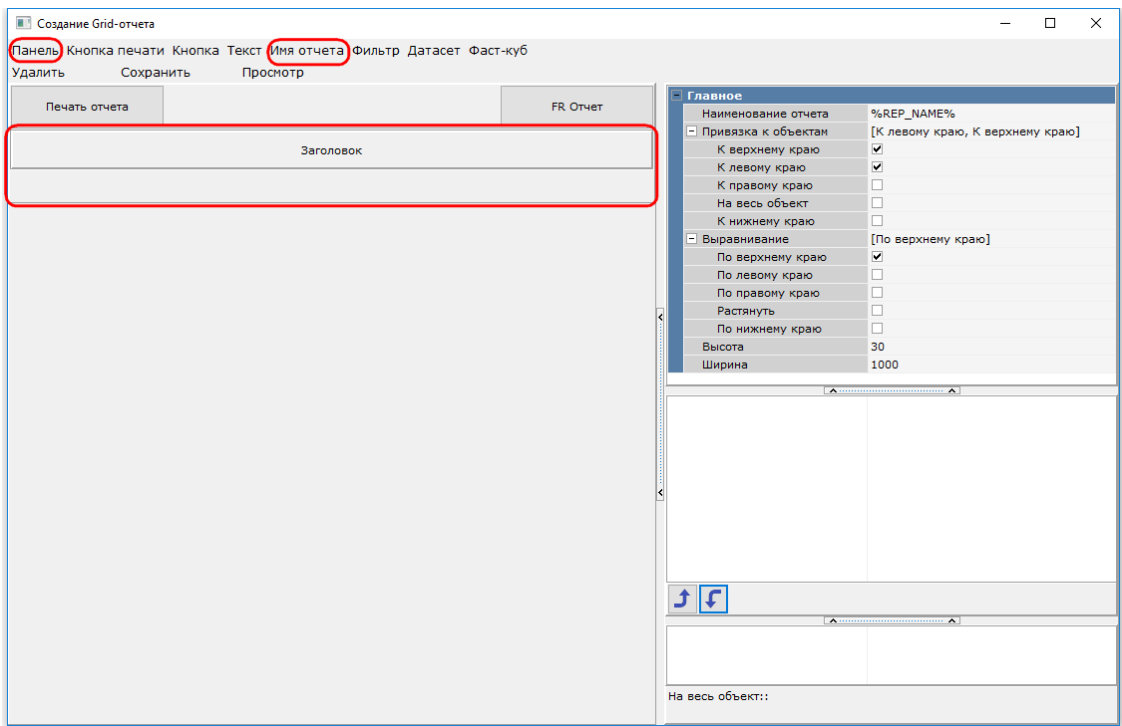 Создание Grid-отчета
Панель Кнопка печати Кнопка Текст Имя отчета Фильтр Датасет Фаст-куб
Удалить Сохранить Просмотр
Печать отчета FR Отчет
Заголовок
Главное
Наименование отчета %REP_NAME%
Привязка к объектам [К левому краю, К верхнему краю]
К верхнему краю
К левому краю
К правому краю
На весь объект
К нижнему краю
Выравнивание [По верхнему краю]
По верхнему краю
По левому краю
По правому краю
Растянуть
По нижнему краю
Высота 30
Ширина 1000
На весь объект::